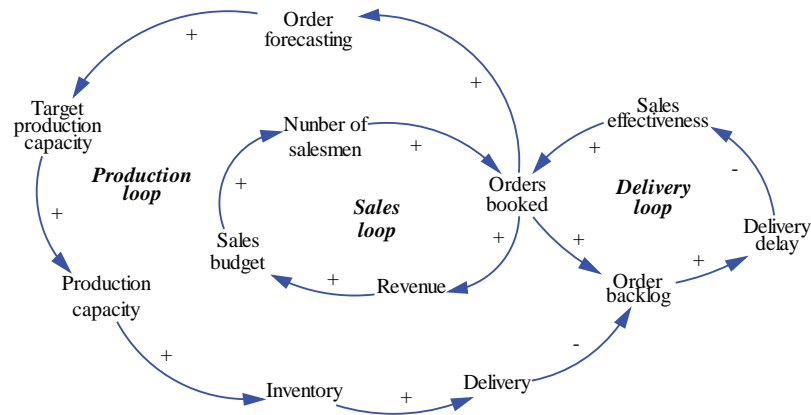 Order
forecasting
+
+
Target
production
capacity
Nunber of
salesmen
Sales
effectiveness
+
+
-
Production
loop
+
Sales
loop
Orders
booked
Delivery
loop
+
Sales
budget
Delivery
delay
+
+
+
+
Production
capacity
Revenue
Order
backlog
-
+
Inventory
+
Delivery